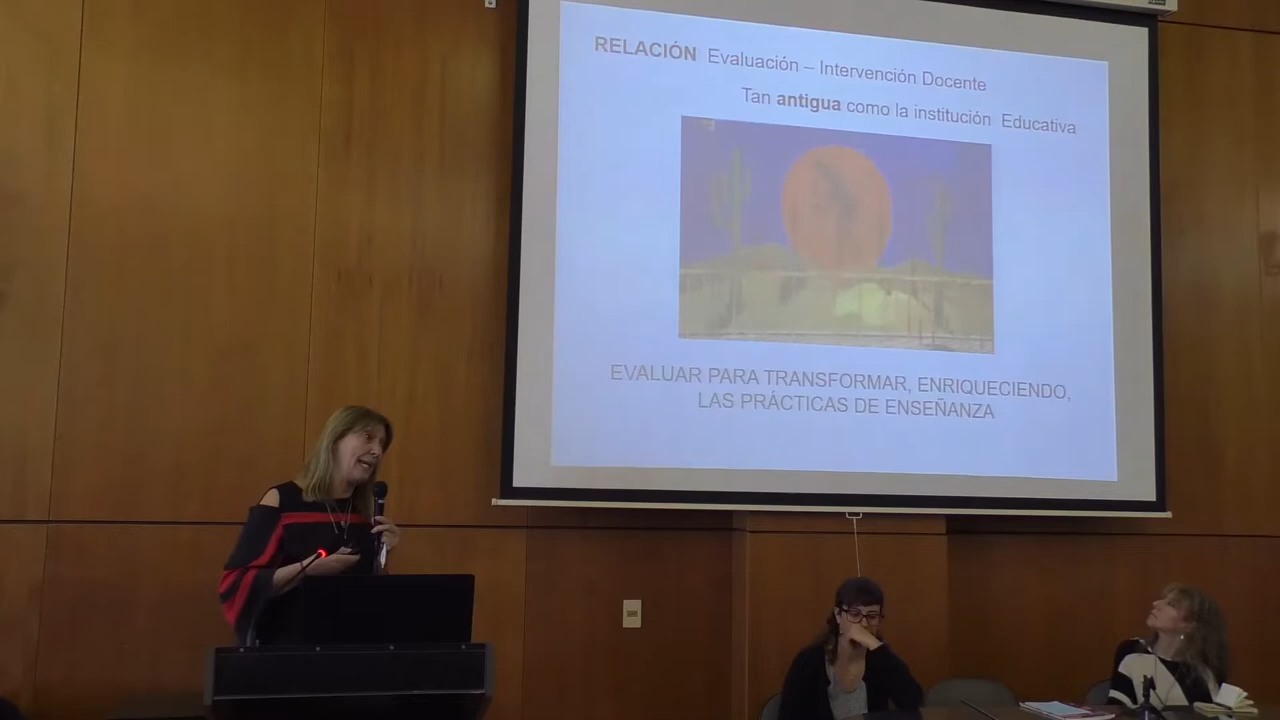 RELACIÓN Evaluación – Intervención Docente
Tan antigua como la institución Educativa
EVALUAR PARA TRANSFORMAR, ENRIQUECIENDO,
LAS PRÁCTICAS DE ENSEÑANZA